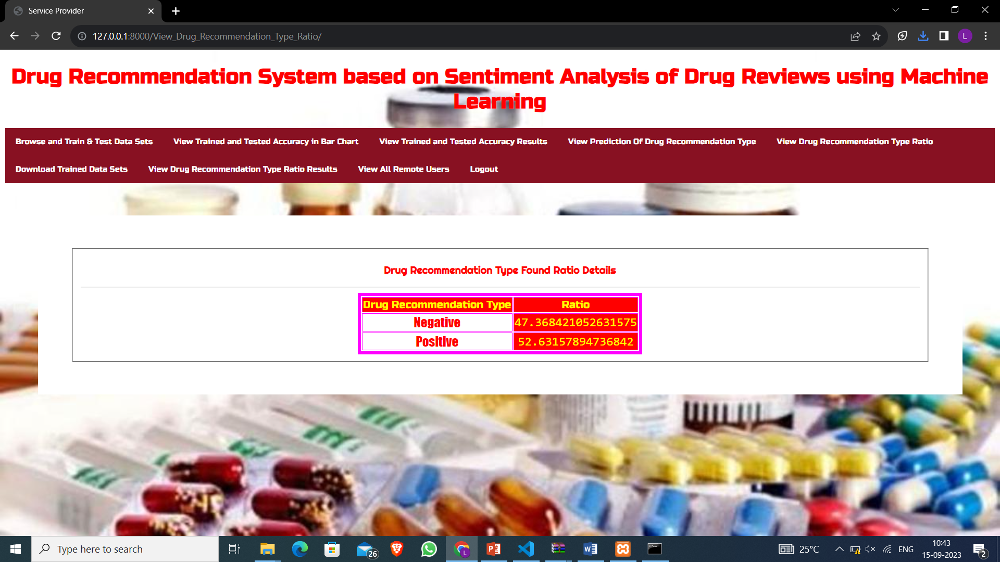 Service Provider
127.0.0.1:8000/View_Drug_Recommendation_Type_Ratio/
L
Drug Recommendation System based on Sentiment Analysis of Drug Reviews using Machine
Learning
Browse and Train & Test Data Sets View Trained and Tested Accuracy in Bar Chart View Trained and Tested Accuracy Results View Prediction Of Drug Recommendation Type View Drug Recommendation Type Ratio
Download Trained Data Sets View Drug Recommendation Type Ratio Results View All Remote Users Logout
Drug Recommendation Type Found Ratio Details
Drug Recommendation Type Ratio
Negative 47.368421052631575
Positive 52.63157894736842
Type here to search
26
L
P
W
25°C
ENG
10:43
15-09-2023
2